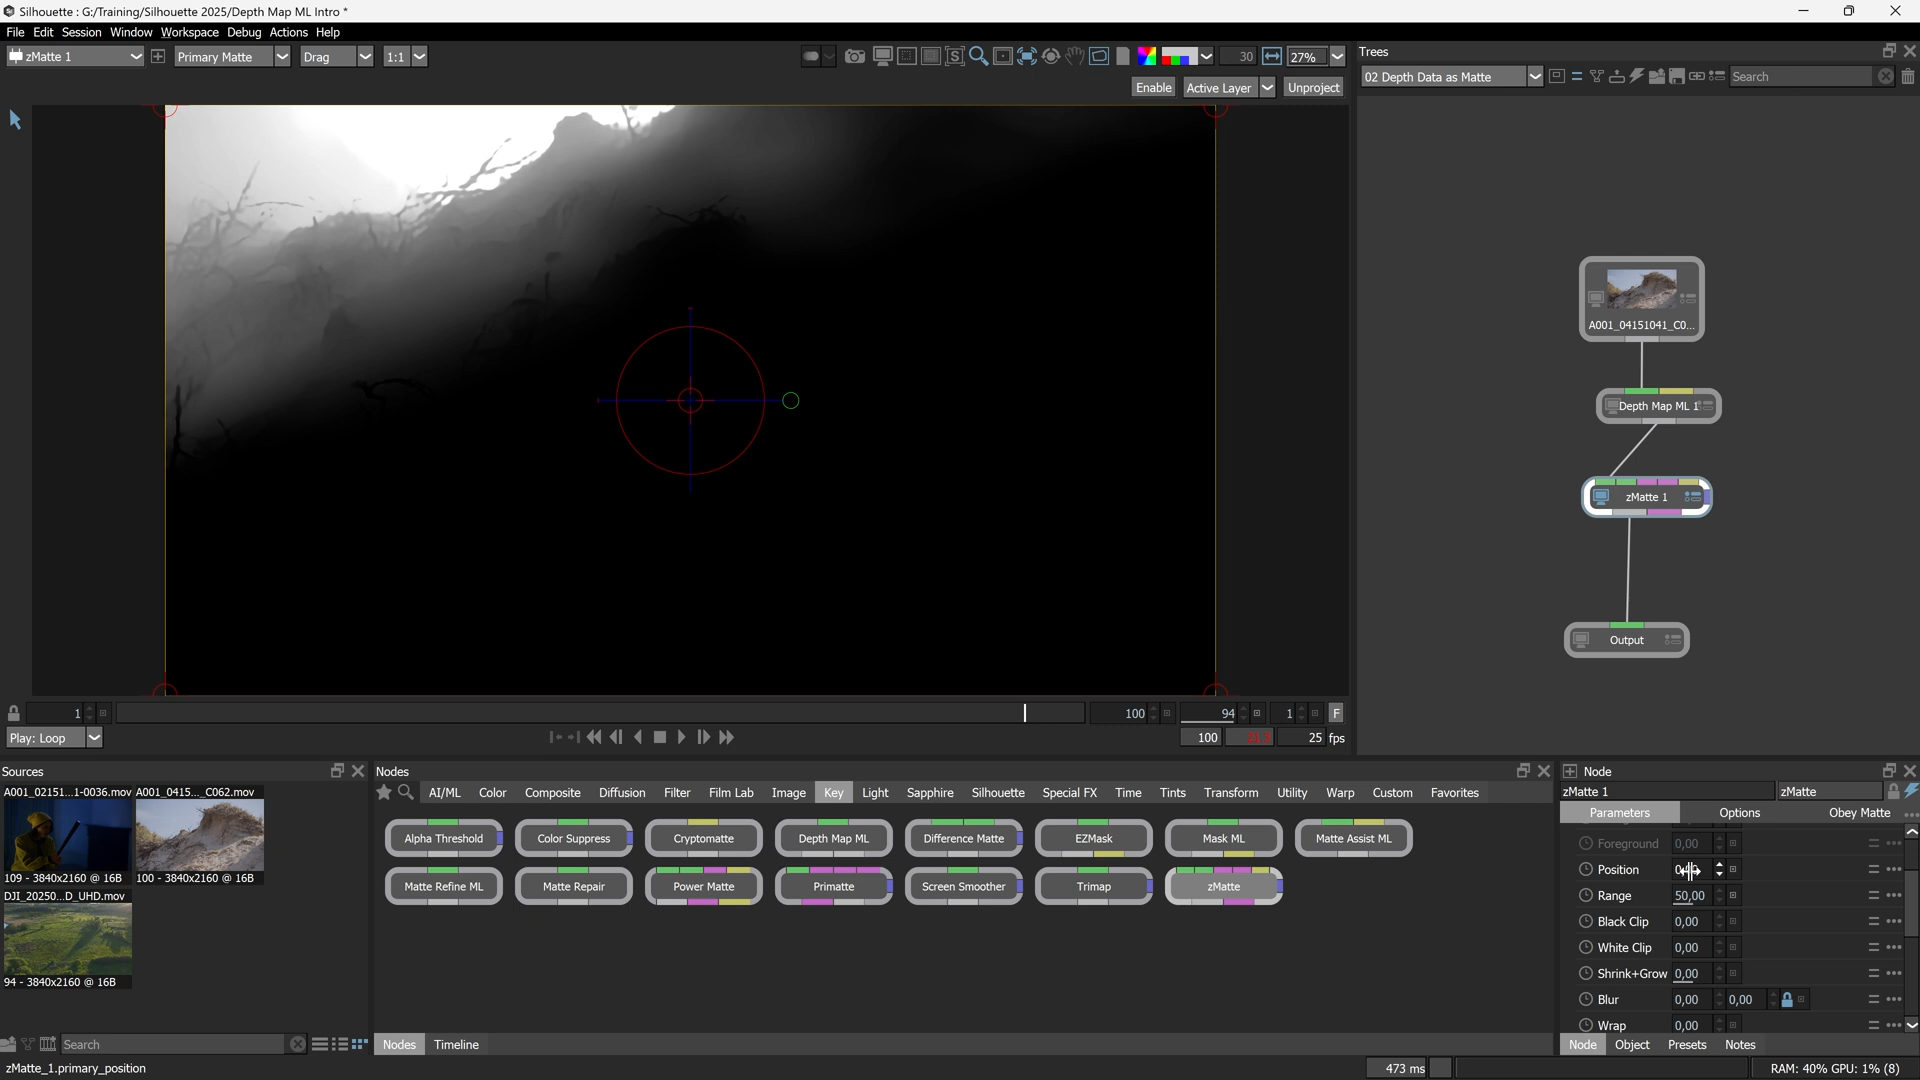 Silhouette : G:/Training/Silhouette 2025/Depth Map ML Intro *
File Edit Session Window Workspace Debug Actions Help
zMatte 1 Primary Matte Drag 1:1 30 27%
Enable Active Layer Unproject
Trees
02 Depth Data as Matte Search
A001_04151041_C0...
Depth Map ML 1
zMatte 1
Output
1 100 94 1 F
Play: Loop 100 25 fps
Sources
A001_02151...1-0036.mov A001_0415..._C062.mov
109 - 3840x2160 @ 16B 100 - 3840x2160 @ 16B
DJI_20250...D_UHD.mov
94 - 3840x2160 @ 16B
Search
Nodes
AI/ML Color Composite Diffusion Filter Film Lab Image Key Light Sapphire Silhouette Special FX Time Tints Transform Utility Warp Custom Favorites
Alpha Threshold Color Suppress Cryptomatte Depth Map ML Difference Matte EZMask Mask ML Matte Assist ML
Matte Refine ML Matte Repair Power Matte Primatte Screen Smoother Trimap zMatte
Nodes Timeline
Node
zMatte 1 zMatte
Parameters Options Obey Matte
Foreground 0,00
Position
Range 50,00
Black Clip 0,00
White Clip 0,00
Shrink+Grow 0,00
Blur 0,00 0,00
Wrap 0,00
Node Object Presets Notes
zMatte_1.primary_position 473 ms RAM: 40% GPU: 1% (8)